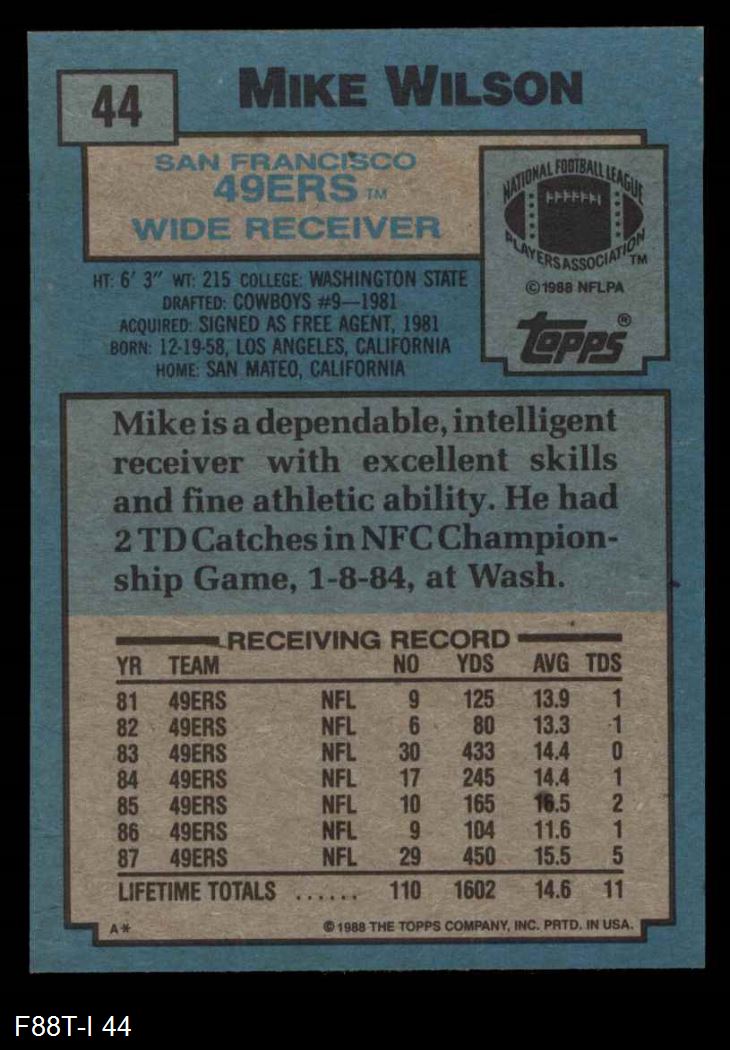 44
MIKE WILSON
SAN FRANCISCO
49ERS TM
WIDE RECEIVER
NATIONAL FOOTBALL LEAGUE
PLAYERS ASSOCIATION TM
©1988 NFLPA
Topps®
HT: 6' 3" WT: 215 COLLEGE: WASHINGTON STATE
DRAFTED: COWBOYS #9—1981
ACQUIRED: SIGNED AS FREE AGENT, 1981
BORN: 12-19-58, LOS ANGELES, CALIFORNIA
HOME: SAN MATEO, CALIFORNIA
Mike is a dependable, intelligent
receiver with excellent skills
and fine athletic ability. He had
2 TD Catches in NFC Champion-
ship Game, 1-8-84, at Wash.
RECEIVING RECORD
YR TEAM NO YDS AVG TDS
81 49ERS NFL 9 125 13.9 1
82 49ERS NFL 6 80 13.3 1
83 49ERS NFL 30 433 14.4 0
84 49ERS NFL 17 245 14.4 1
85 49ERS NFL 10 165 16.5 2
86 49ERS NFL 9 104 11.6 1
87 49ERS NFL 29 450 15.5 5
LIFETIME TOTALS ...... 110 1602 14.6 11
A* ©1988 THE TOPPS COMPANY, INC. PRTD. IN USA.
F88T-I 44